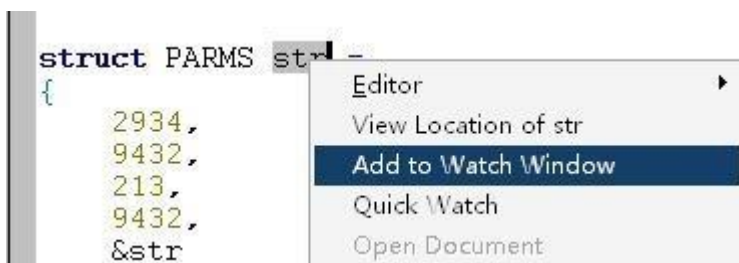 struct PARMS str =
{
2934,
9432,
213,
9432,
&str
Editor
View Location of str
Add to Watch Window
Quick Watch
Open Document